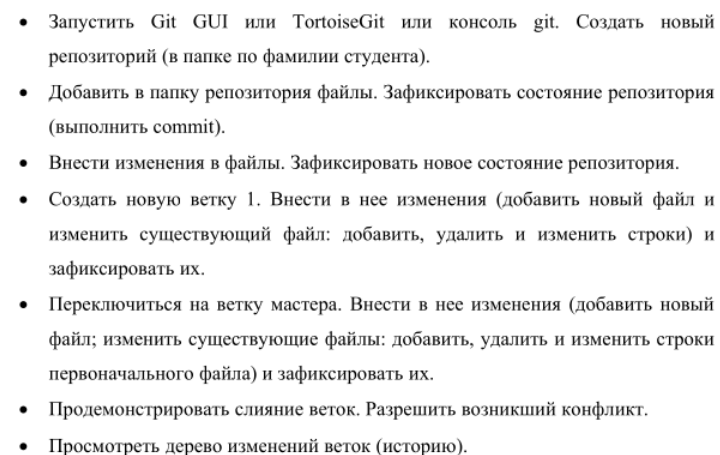 • Запустить Git GUI или TortoiseGit или консоль git. Создать новый
репозиторий (в папке по фамилии студента).
• Добавить в папку репозитория файлы. Зафиксировать состояние репозитория
(выполнить commit).
• Внести изменения в файлы. Зафиксировать новое состояние репозитория.
• Создать новую ветку 1. Внести в нее изменения (добавить новый файл и
изменить существующий файл: добавить, удалить и изменить строки) и
зафиксировать их.
• Переключиться на ветку мастера. Внести в нее изменения (добавить новый
файл; изменить существующие файлы: добавить, удалить и изменить строки
первоначального файла) и зафиксировать их.
• Продемонстрировать слияние веток. Разрешить возникший конфликт.
• Просмотреть дерево изменений веток (историю).